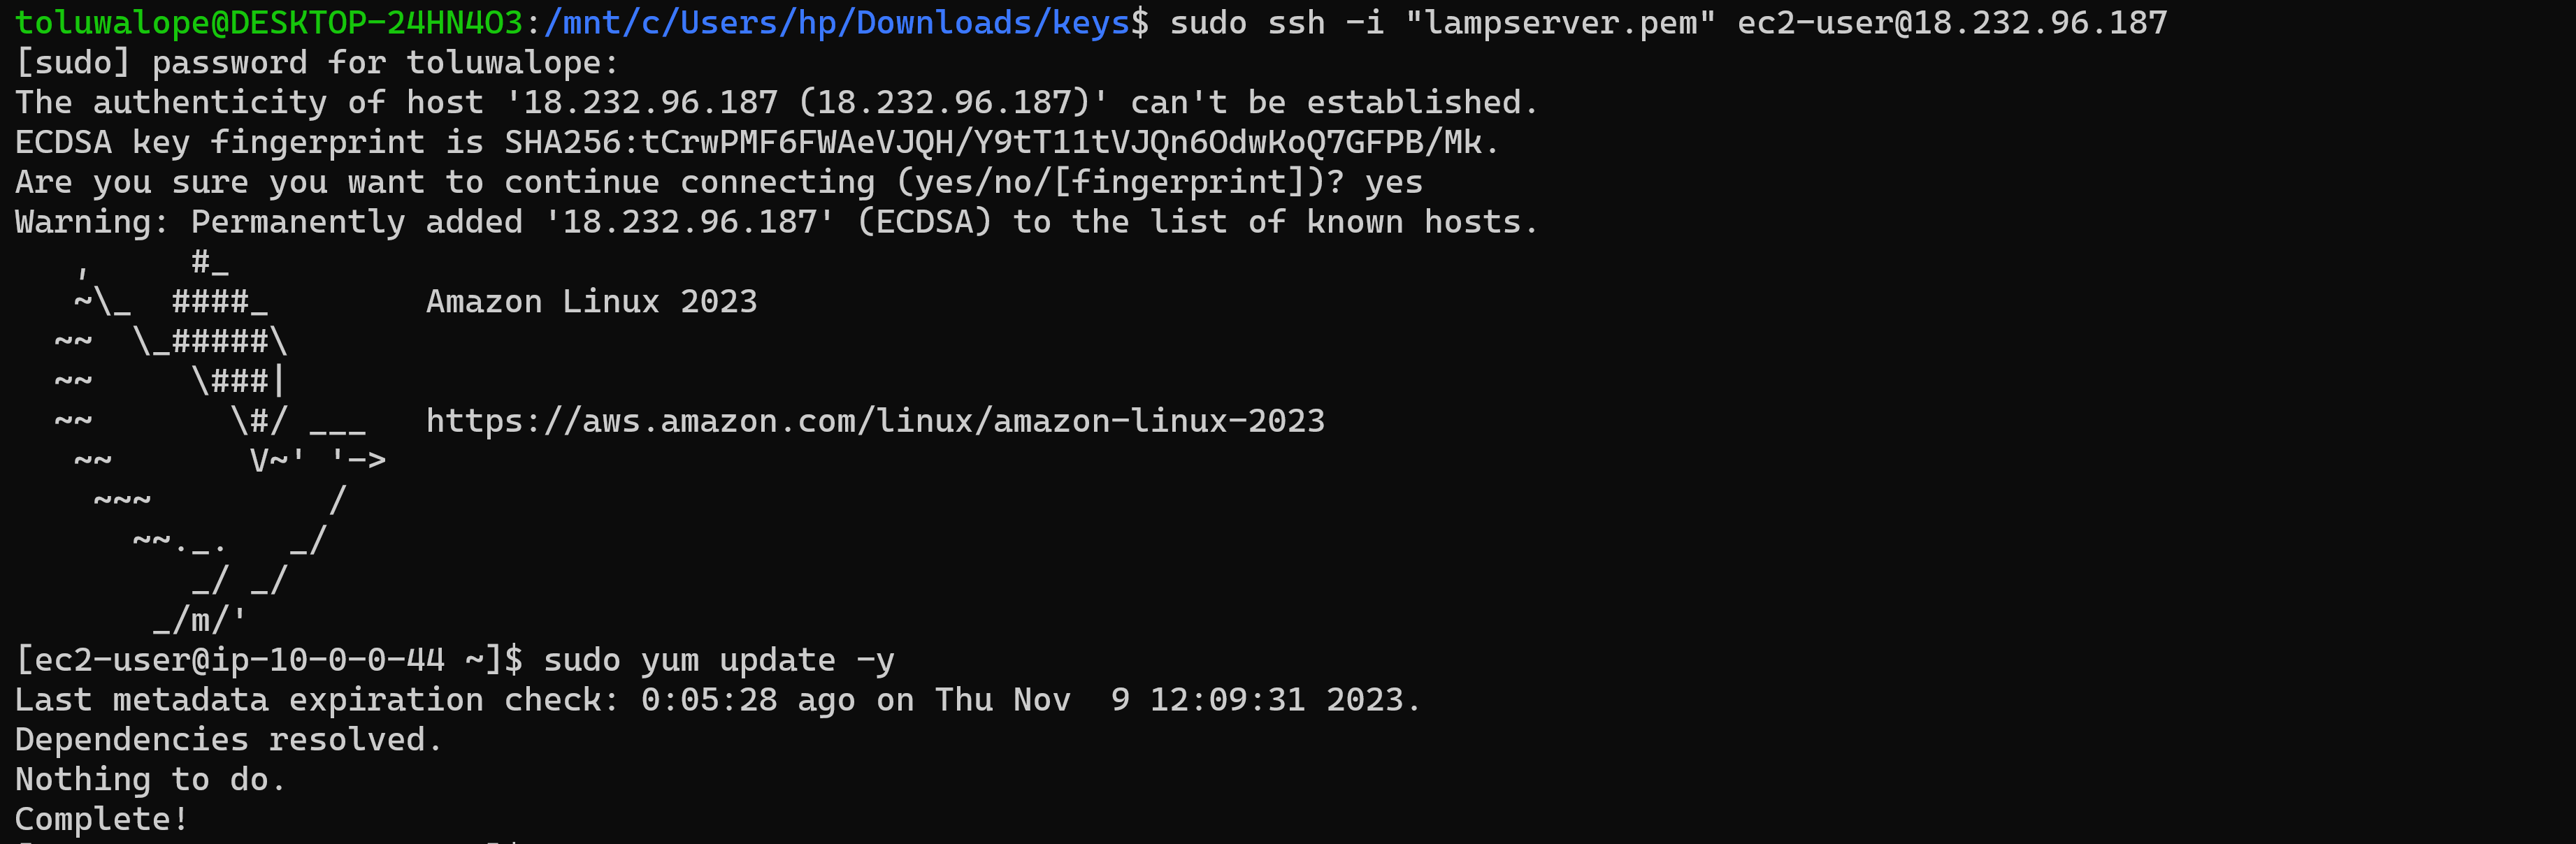 toluwalope@DESKTOP-24HN4O3:/mnt/c/Users/hp/Downloads/keys$ sudo ssh -i "lampserver.pem" ec2-user@18.232.96.187
[sudo] password for toluwalope:
The authenticity of host '18.232.96.187 (18.232.96.187)' can't be established.
ECDSA key fingerprint is SHA256:tCrwPMF6FWAeVJQH/Y9tT11tVJQn6OdwKoQ7GFPB/Mk.
Are you sure you want to continue connecting (yes/no/[fingerprint])? yes
Warning: Permanently added '18.232.96.187' (ECDSA) to the list of known hosts.
   ,     #_
   ~\_  ####_        Amazon Linux 2023
  ~~  \_#####\
  ~~     \###|
  ~~       \#/ ___   https://aws.amazon.com/linux/amazon-linux-2023
   ~~       V~' '->
    ~~~         /
      ~~._.   _/
         _/ _/
       _/m/'
[ec2-user@ip-10-0-0-44 ~]$ sudo yum update -y
Last metadata expiration check: 0:05:28 ago on Thu Nov  9 12:09:31 2023.
Dependencies resolved.
Nothing to do.
Complete!